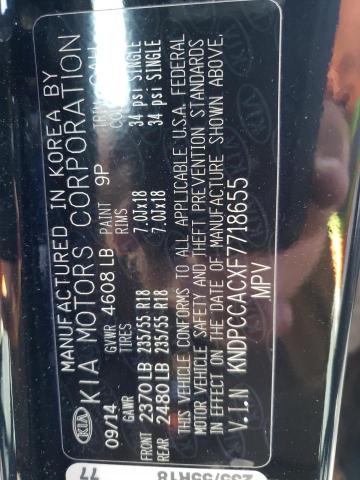 MANUFACTURED IN KOREA BY
KIA KIA MOTORS CORPORATION
09/14 GVWR 4608 LB PAINT 9P
GAWR TIRES RIMS
FRONT 2370 LB 235/55 R18 7.0Jx18 34 psi SINGLE
REAR 2480 LB 235/55 R18 7.0Jx18 34 psi SINGLE
THIS VEHICLE CONFORMS TO ALL APPLICABLE U.S.A. FEDERAL
MOTOR VEHICLE SAFETY AND THEFT PREVENTION STANDARDS
IN EFFECT ON THE DATE OF MANUFACTURE SHOWN ABOVE.
V.I.N KNDPCCACXF7718655
.MPV
235/55R18
77